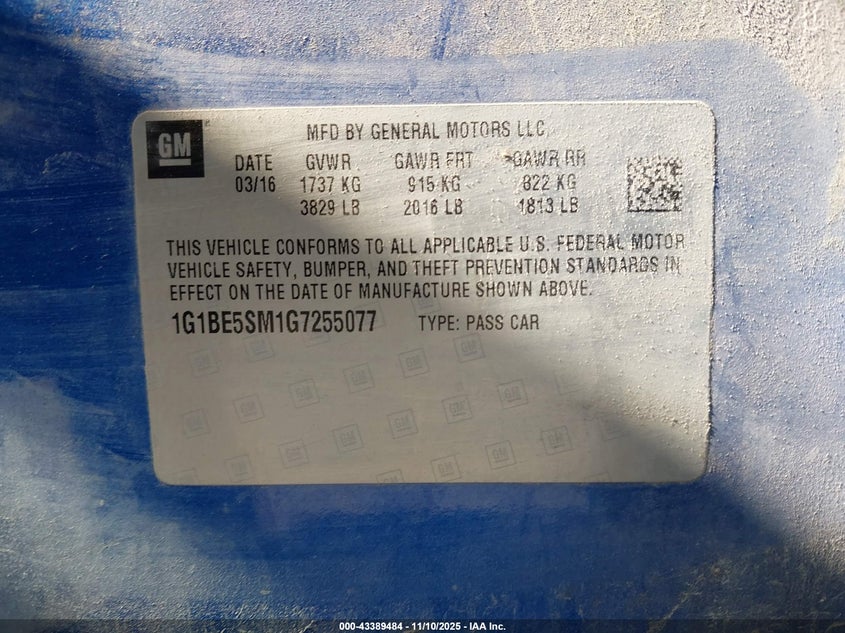 GM
MFD BY GENERAL MOTORS LLC
DATE GVWR GAWR FRT GAWR RR
03/16 1737 KG 915 KG 822 KG
3829 LB 2016 LB 1813 LB
THIS VEHICLE CONFORMS TO ALL APPLICABLE U.S. FEDERAL MOTOR
VEHICLE SAFETY, BUMPER, AND THEFT PREVENTION STANDARDS IN
EFFECT ON THE DATE OF MANUFACTURE SHOWN ABOVE.
1G1BE5SM1G7255077 TYPE: PASS CAR
000-43389484 - 11/10/2025 - IAA Inc.